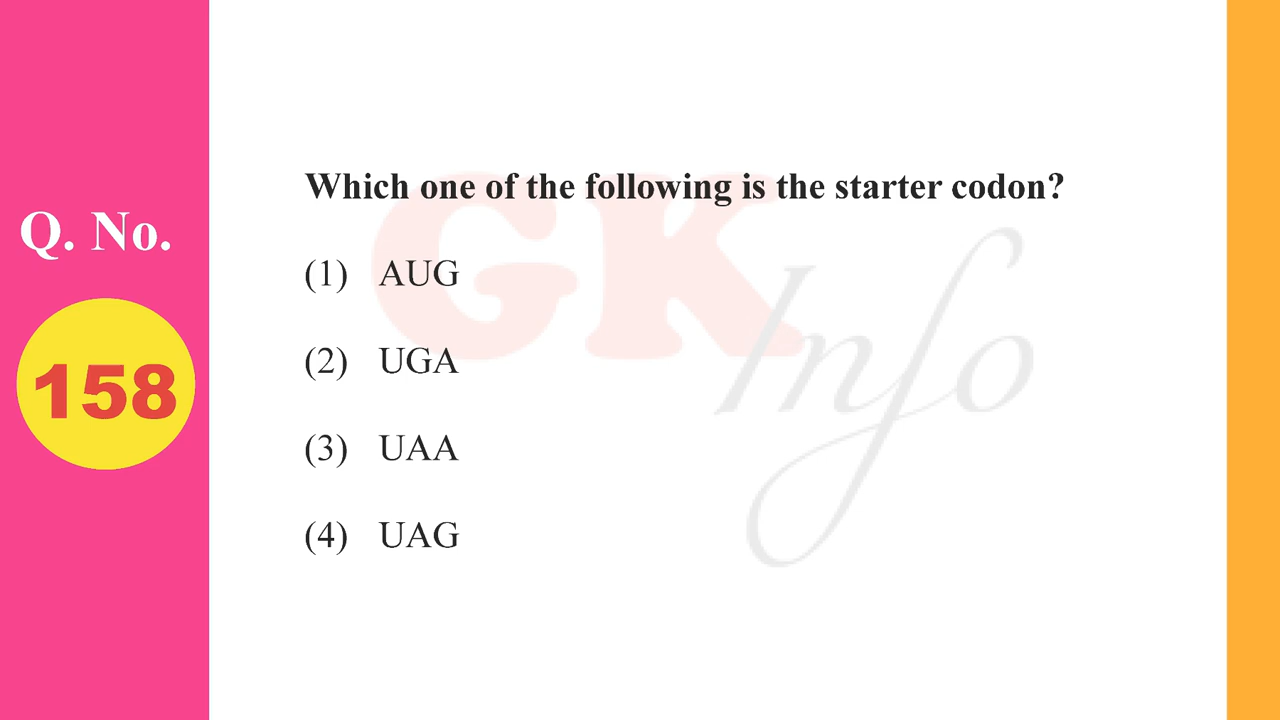 Q. No.
158
Which one of the following is the starter codon?
(1) AUG
(2) UGA
(3) UAA
(4) UAG
GK
Info